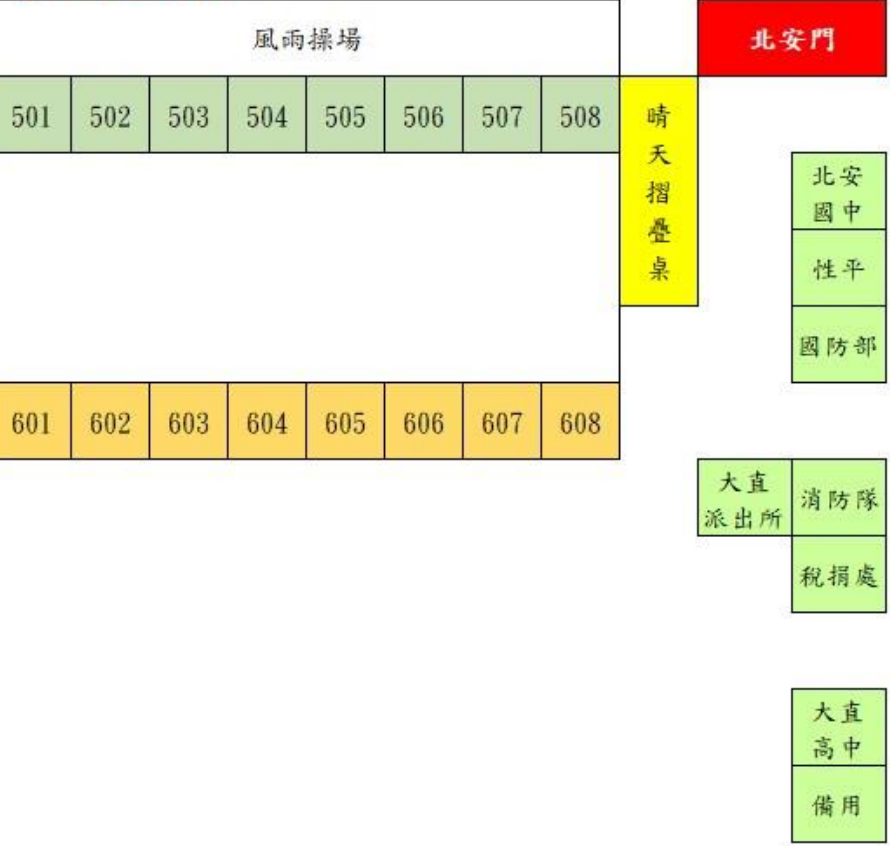 風雨操場
北安門
501 502 503 504 505 506 507 508
晴天摺疊桌
北安
國中
性平
國防部
601 602 603 604 605 606 607 608
大直
派出所
消防隊
稅捐處
大直
高中
備用